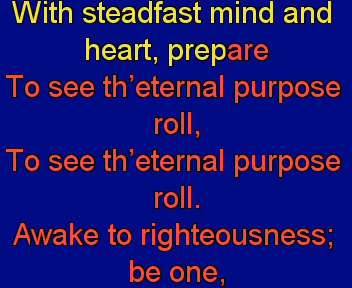 With steadfast mind and
heart, prepare
To see th'eternal purpose
roll,
To see th'eternal purpose
roll.
Awake to righteousness;
be one,